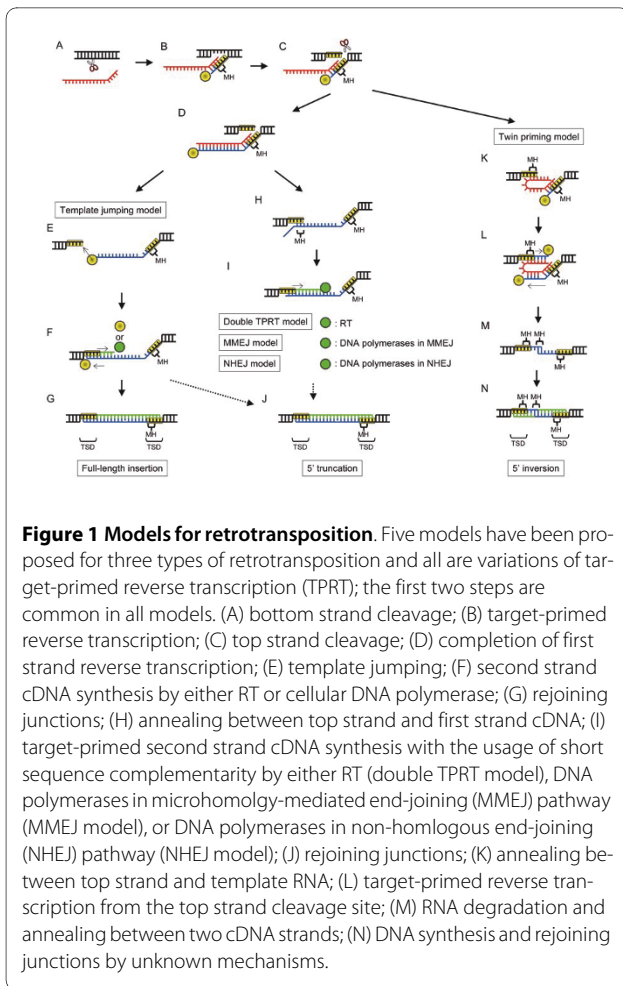 A
B
C
MH
MH
D
MH
Twin priming model
MH
K
Template jumping model
E
MH
H
MH
MH
L
MH
F
or
MH
I
Double TPRT model
: RT
MMEJ model
: DNA polymerases in MMEJ
NHEJ model
: DNA polymerases in NHEJ
M
MH MH
MH
G
MH
TSD
TSD
Full-length insertion
J
MH
TSD
TSD
5' truncation
N
MH MH
MH
TSD
TSD
5' inversion
Figure 1 Models for retrotransposition. Five models have been pro-
posed for three types of retrotransposition and all are variations of tar-
get-primed reverse transcription (TPRT); the first two steps are
common in all models. (A) bottom strand cleavage; (B) target-primed
reverse transcription; (C) top strand cleavage; (D) completion of first
strand reverse transcription; (E) template jumping; (F) second strand
cDNA synthesis by either RT or cellular DNA polymerase; (G) rejoining
junctions; (H) annealing between top strand and first strand cDNA; (I)
target-primed second strand cDNA synthesis with the usage of short
sequence complementarity by either RT (double TPRT model), DNA
polymerases in microhomolgy-mediated end-joining (MMEJ) pathway
(MMEJ model), or DNA polymerases in non-homlogous end-joining
(NHEJ) pathway (NHEJ model); (J) rejoining junctions; (K) annealing be-
tween top strand and template RNA; (L) target-primed reverse tran-
scription from the top strand cleavage site; (M) RNA degradation and
annealing between two cDNA strands; (N) DNA synthesis and rejoining
junctions by unknown mechanisms.